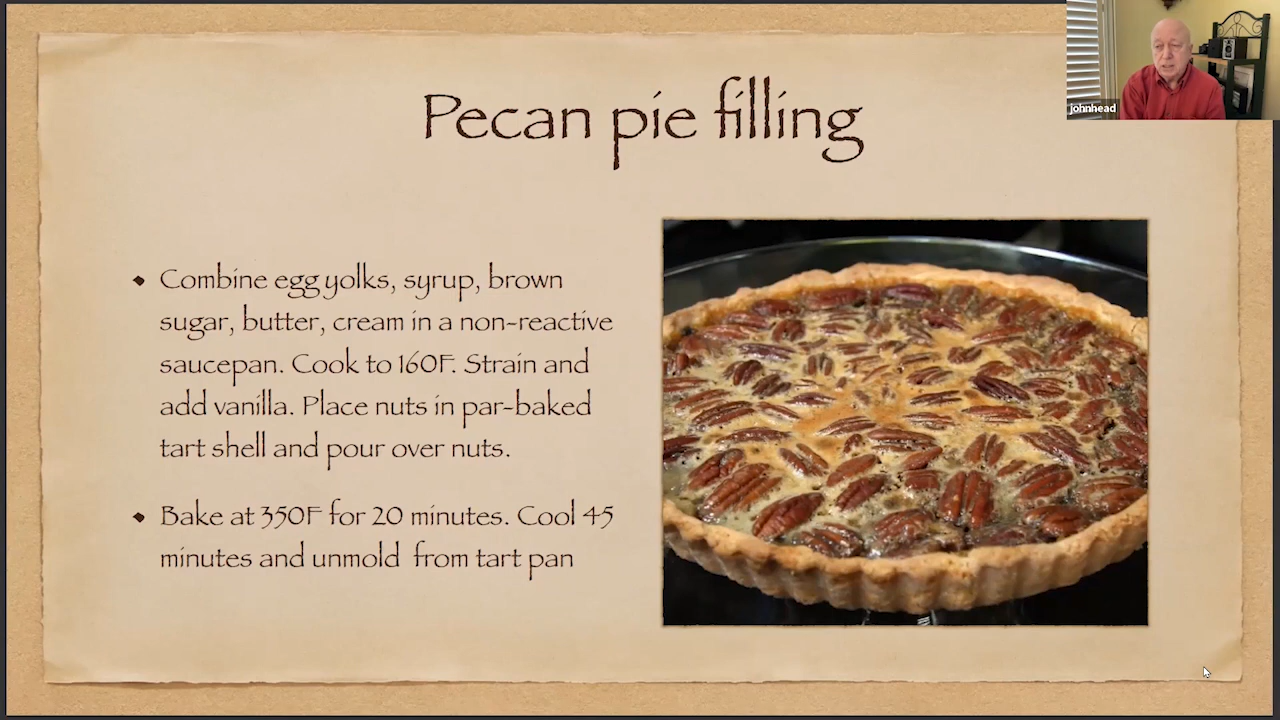 Pecan pie filling
johnhead
Combine egg yolks, syrup, brown
sugar, butter, cream in a non-reactive
saucepan. Cook to 160F. Strain and
add vanilla. Place nuts in par-baked
tart shell and pour over nuts.
Bake at 350F for 20 minutes. Cool 45
minutes and unmold from tart pan